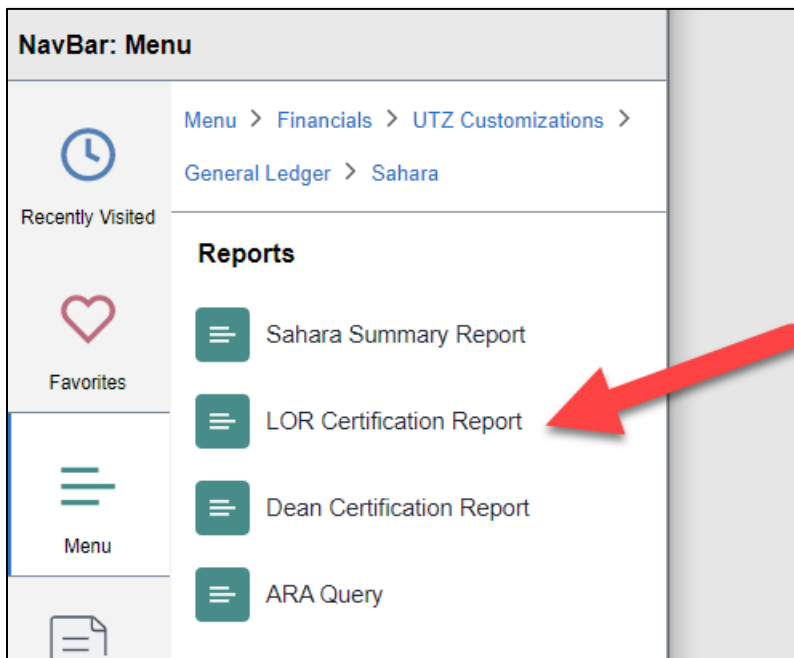 NavBar: Menu
Menu > Financials > UTZ Customizations >
General Ledger > Sahara
Recently Visited
Reports
Sahara Summary Report
Favorites
LOR Certification Report
Dean Certification Report
Menu
ARA Query